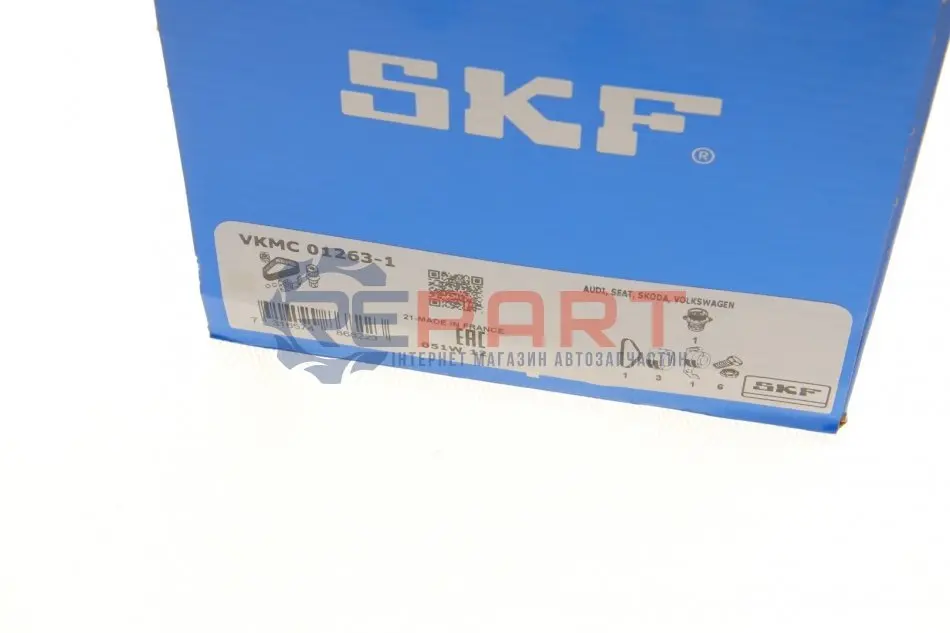 SKF
®
VKMC 01263-1
AUDI, SEAT, SKODA, VOLKSWAGEN
21-MADE IN FRANCE
EAC
051W
REPART
ІНТЕРНЕТ МАГАЗИН АВТОЗАПЧАСТИН
1
1 3 1 6
SKF